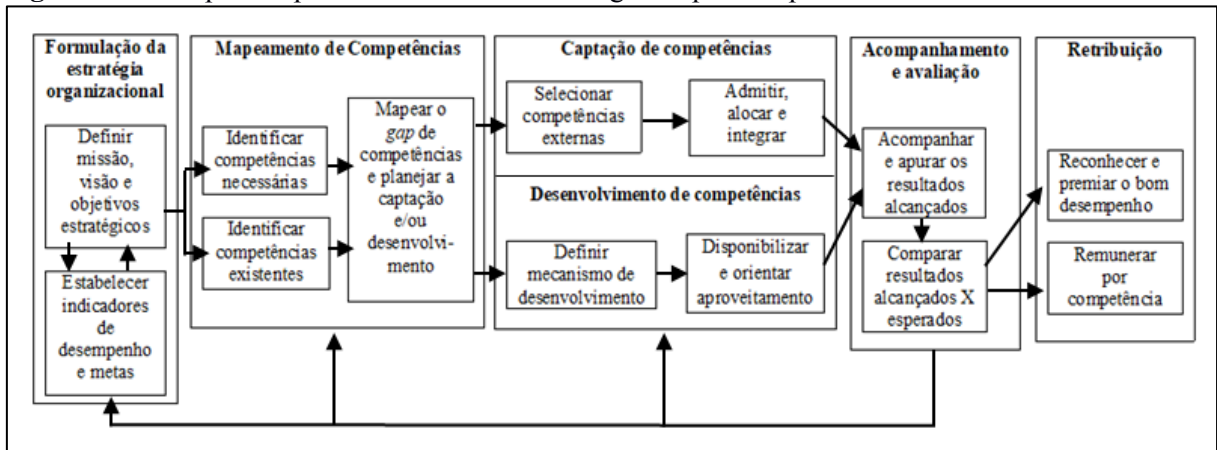 Formulação da
estratégia
organizacional
Definir
missão,
visão e
objetivos
estratégicos
Estabelecer
indicadores
de
desempenho
e metas
Mapeamento de Competências
Identificar
competências
necessárias
Identificar
competências
existentes
Mapear o
gap de
competências
e planejar a
captação
e/ou
desenvolvi-
mento
Captação de competências
Selecionar
competências
externas
Admitir,
alocar e
integrar
Desenvolvimento de competências
Definir
mecanismo de
desenvolvimento
Disponibilizar
e orientar
aproveitamento
Acompanhamento
e avaliação
Acompanhar
e apurar os
resultados
alcançados
Comparar
resultados
alcançados X
esperados
Retribuição
Reconhecer e
premiar o bom
desempenho
Remunerar
por
competência